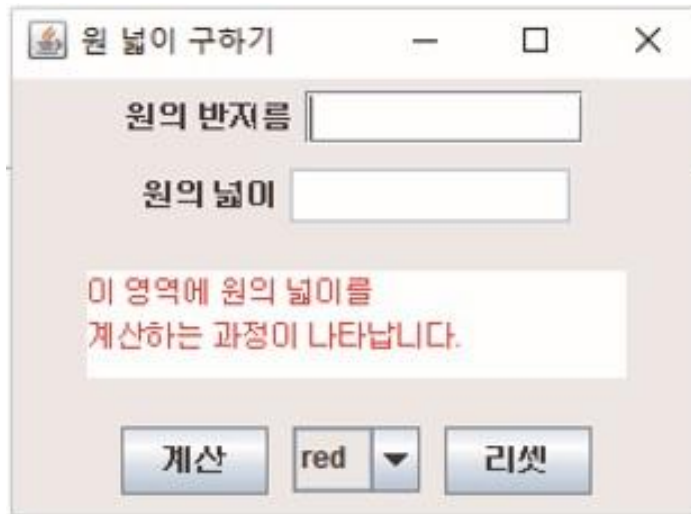 원 넓이 구하기
원의 반지름
원의 넓이
이 영역에 원의 넓이를
계산하는 과정이 나타납니다.
계산 red 리셋